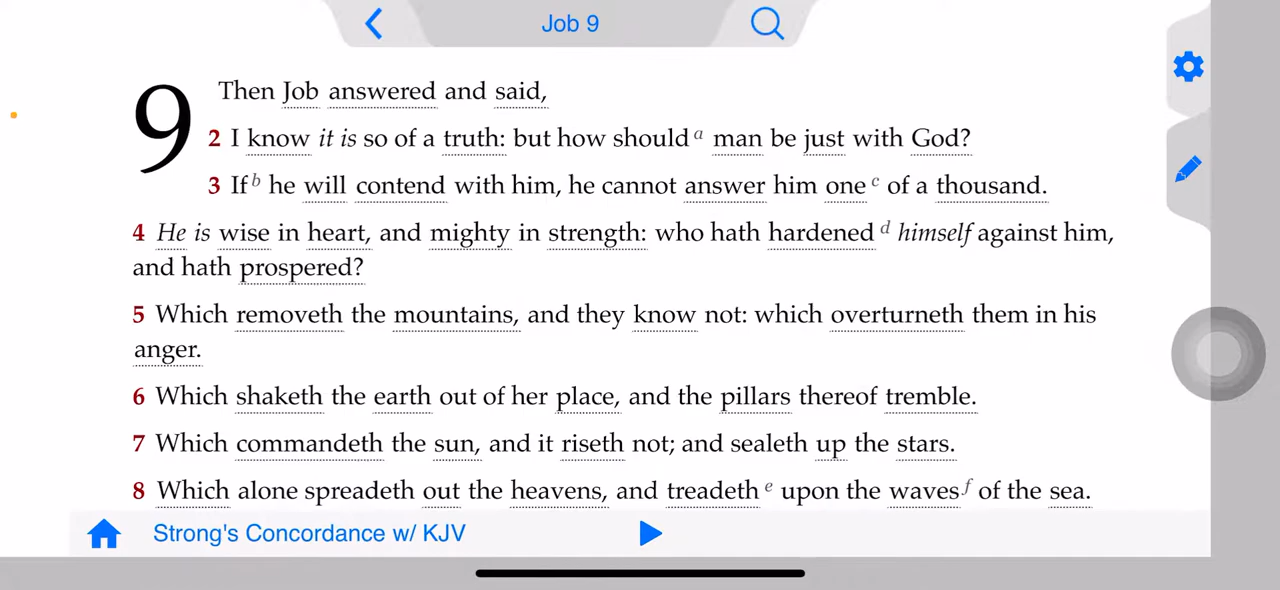 Job 9
9 Then Job answered and said,
2 I know it is so of a truth: but how should a man be just with God?
3 If b he will contend with him, he cannot answer him one c of a thousand.
4 He is wise in heart, and mighty in strength: who hath hardened d himself against him,
and hath prospered?
5 Which removeth the mountains, and they know not: which overturneth them in his
anger.
6 Which shaketh the earth out of her place, and the pillars thereof tremble.
7 Which commandeth the sun, and it riseth not; and sealeth up the stars.
8 Which alone spreadeth out the heavens, and treadeth e upon the waves f of the sea.
Strong's Concordance w/ KJV